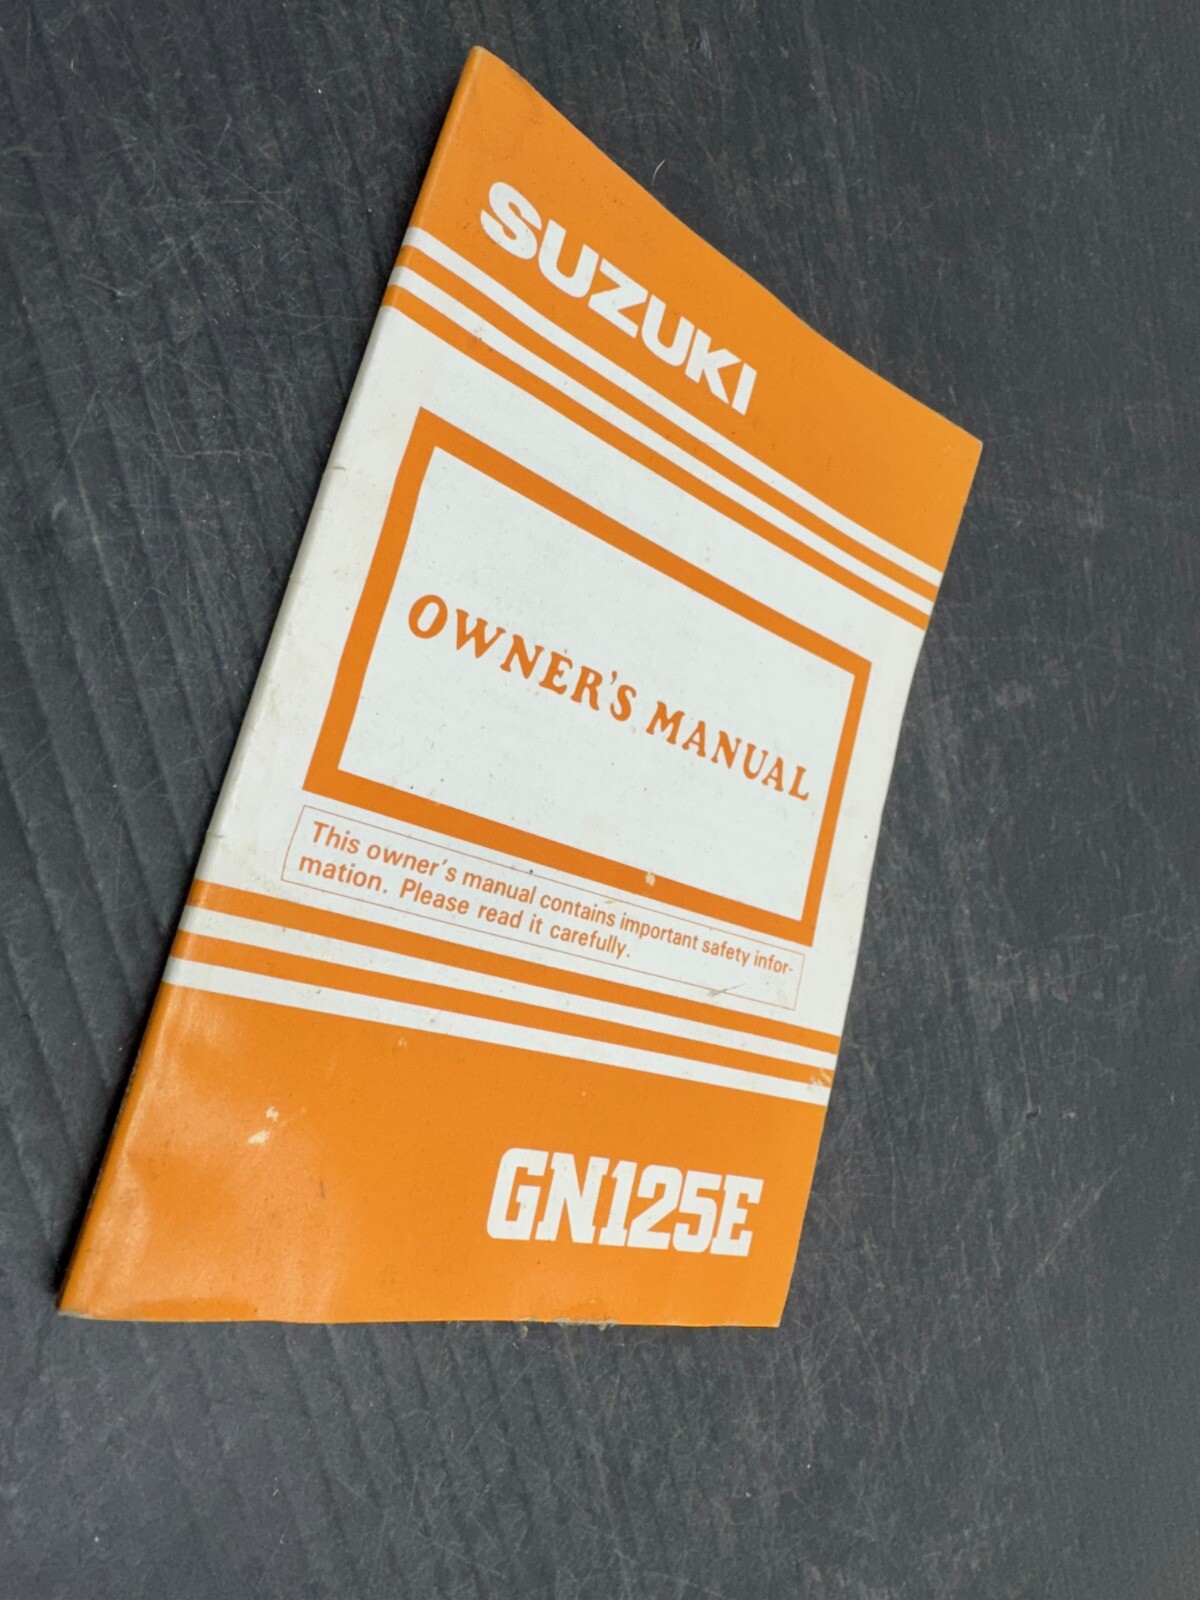 SUZUKI
OWNER'S MANUAL
This owner's manual contains important safety infor-
mation. Please read it carefully.
GN125E